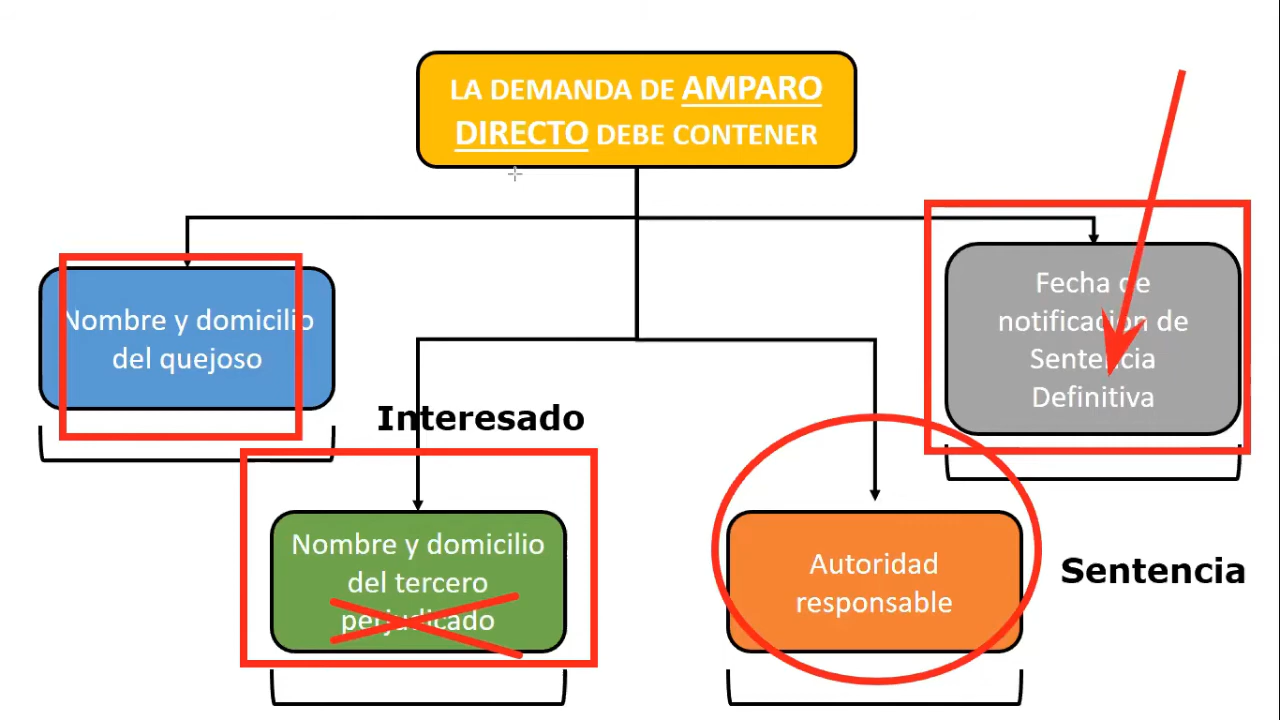 LA DEMANDA DE AMPARO
DIRECTO DEBE CONTENER
Nombre y domicilio
del quejoso
Fecha de
notificación de
Sentencia
Definitiva
Interesado
Nombre y domicilio
del tercero
perjudicado
Autoridad
responsable
Sentencia